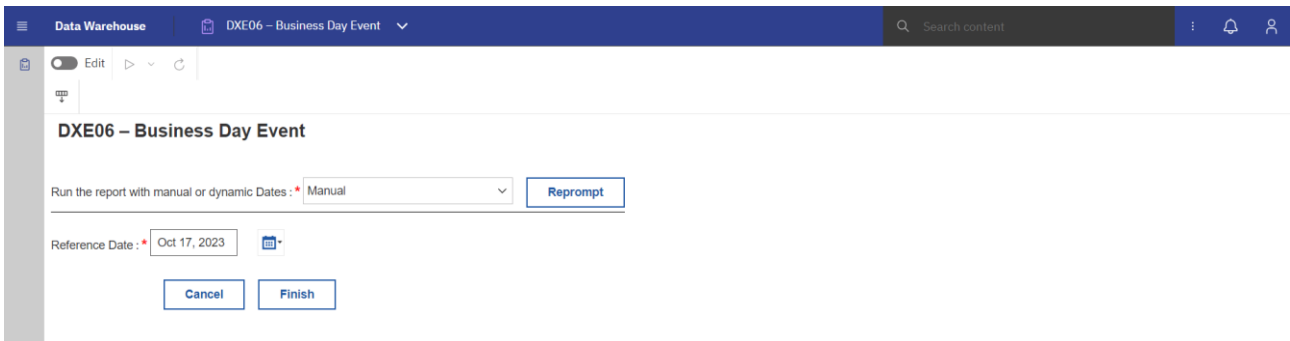 Data Warehouse DXE06 – Business Day Event Search content
Edit
DXE06 – Business Day Event
Run the report with manual or dynamic Dates : * Manual Reprompt
Reference Date : * Oct 17, 2023
Cancel Finish